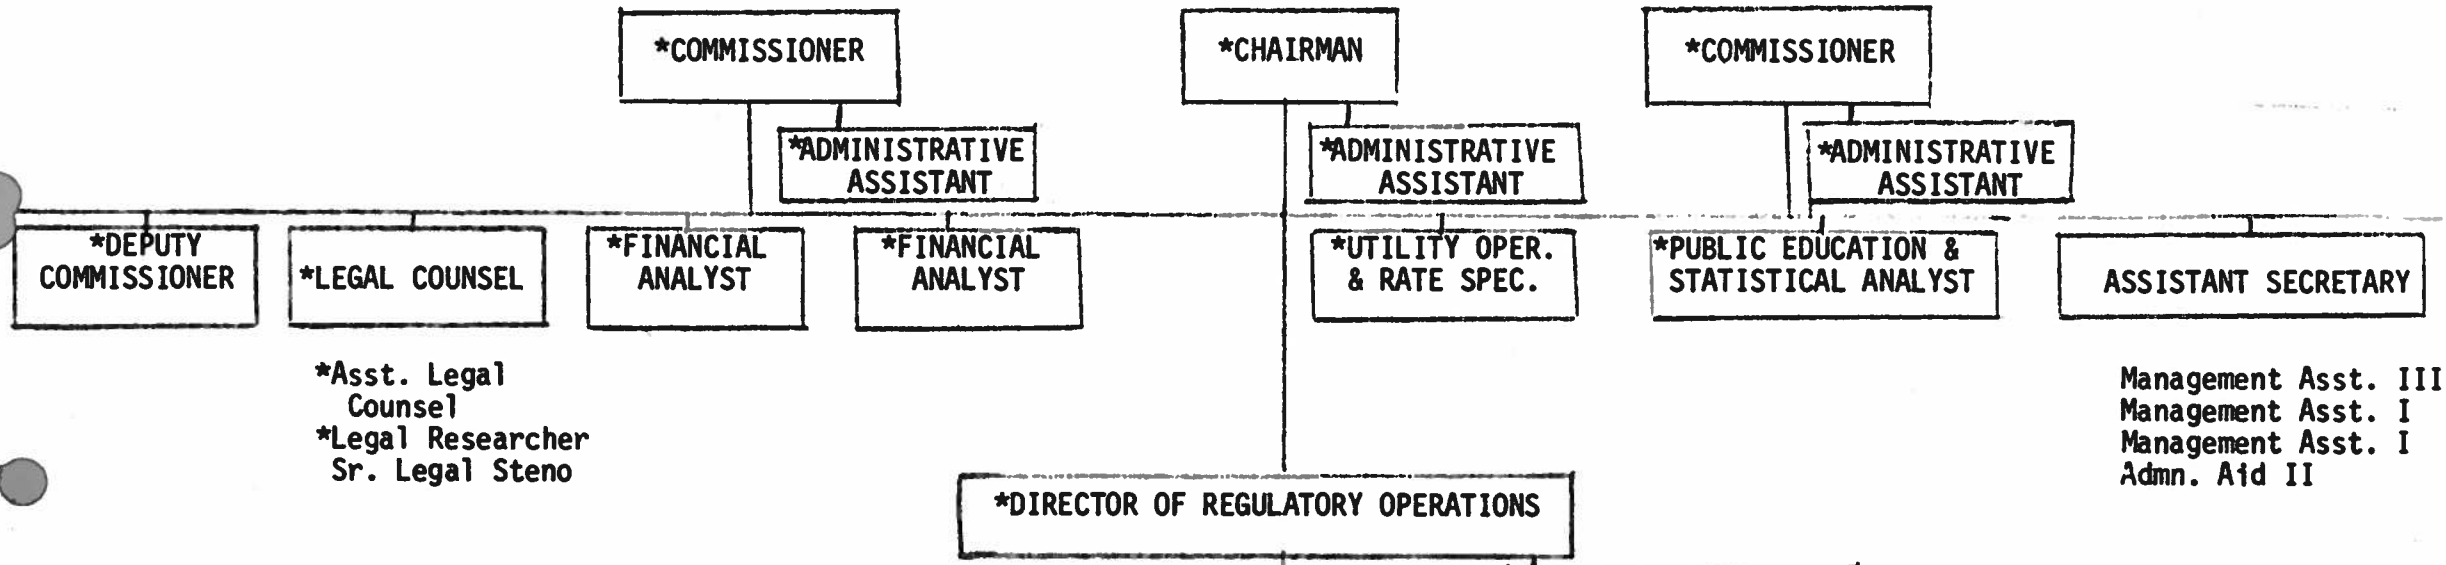 *COMMISSIONER
*CHAIRMAN
*COMMISSIONER
*ADMINISTRATIVE
ASSISTANT
*ADMINISTRATIVE
ASSISTANT
*ADMINISTRATIVE
ASSISTANT
*DEPUTY
COMMISSIONER
*LEGAL COUNSEL
*FINANCIAL
ANALYST
*FINANCIAL
ANALYST
*UTILITY OPER.
& RATE SPEC.
*PUBLIC EDUCATION &
STATISTICAL ANALYST
ASSISTANT SECRETARY
*Asst. Legal
Counsel
*Legal Researcher
Sr. Legal Steno
Management Asst. III
Management Asst. I
Management Asst. I
Admn. Aid II
*DIRECTOR OF REGULATORY OPERATIONS